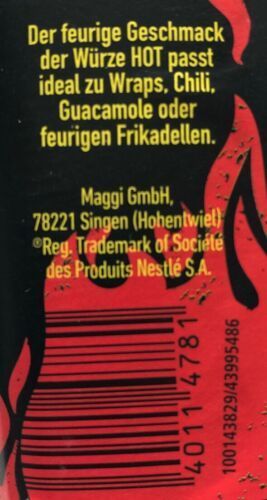 Der feurige Geschmack
der Würze HOT passt
ideal zu Wraps, Chili,
Guacamole oder
feurigen Frikadellen.
Maggi GmbH,
78221 Singen (Hohentwiel)
®Reg. Trademark of Société
des Produits Nestlé S.A.
4011 4781
100143829/43995486